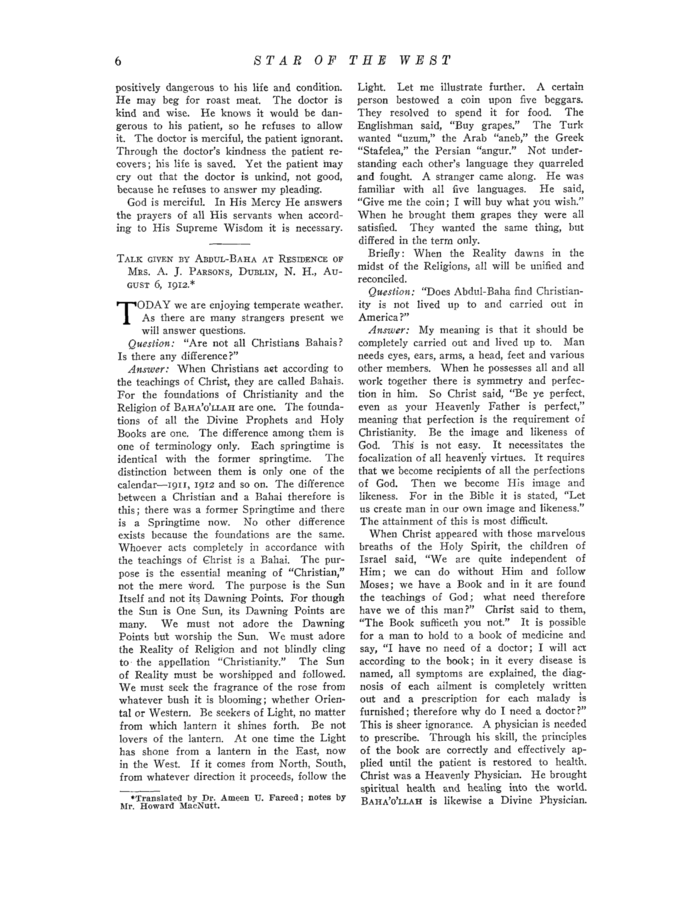 6
STAR OF THE WEST
positively dangerous to his life and condition.
He may beg for roast meat. The doctor is
kind and wise. He knows it would be dan-
gerous to his patient, so he refuses to allow
it. The doctor is merciful, the patient ignorant.
Through the doctor's kindness the patient re-
covers; his life is saved. Yet the patient may
cry out that the doctor is unkind, not good,
because he refuses to answer my pleading.
God is merciful. In His Mercy He answers
the prayers of all His servants when accord-
ing to His Supreme Wisdom it is necessary.
TALK GIVEN BY ABDUL-BAHA AT RESIDENCE OF
MRS. A. J. PARSONS, DUBLIN, N. H., AU-
GUST 6, 1912.*
TODAY we are enjoying temperate weather.
As there are many strangers present we
will answer questions.
Question: "Are not all Christians Bahais?
Is there any difference?"
Answer: When Christians act according to
the teachings of Christ, they are called Bahais.
For the foundations of Christianity and the
Religion of BAHA'O'LLAH are one. The founda-
tions of all the Divine Prophets and Holy
Books are one. The difference among them is
one of terminology only. Each springtime is
identical with the former springtime. The
distinction between them is only one of the
calendar—1911, 1912 and so on. The difference
between a Christian and a Bahai therefore is
this; there was a former Springtime and there
is a Springtime now. No other difference
exists because the foundations are the same.
Whoever acts completely in accordance with
the teachings of Christ is a Bahai. The pur-
pose is the essential meaning of "Christian,"
not the mere word. The purpose is the Sun
Itself and not its Dawning Points. For though
the Sun is One Sun, its Dawning Points are
many. We must not adore the Dawning
Points but worship the Sun. We must adore
the Reality of Religion and not blindly cling
to the appellation "Christianity." The Sun
of Reality must be worshipped and followed.
We must seek the fragrance of the rose from
whatever bush it is blooming; whether Orien-
tal or Western. Be seekers of Light, no matter
from which lantern it shines forth. Be not
lovers of the lantern. At one time the Light
has shone from a lantern in the East, now
in the West. If it comes from North, South,
from whatever direction it proceeds, follow the
*Translated by Dr. Ameen U. Fareed; notes by
Mr. Howard MacNutt.
Light. Let me illustrate further. A certain
person bestowed a coin upon five beggars.
They resolved to spend it for food. The
Englishman said, "Buy grapes." The Turk
wanted "uzum," the Arab "aneb," the Greek
"Stafelea," the Persian "angur." Not under-
standing each other's language they quarreled
and fought. A stranger came along. He was
familiar with all five languages. He said,
"Give me the coin; I will buy what you wish."
When he brought them grapes they were all
satisfied. They wanted the same thing, but
differed in the term only.
Briefly: When the Reality dawns in the
midst of the Religions, all will be unified and
reconciled.
Question: "Does Abdul-Baha find Christian-
ity is not lived up to and carried out in
America?"
Answer: My meaning is that it should be
completely carried out and lived up to. Man
needs eyes, ears, arms, a head, feet and various
other members. When he possesses all and all
work together there is symmetry and perfec-
tion in him. So Christ said, "Be ye perfect,
even as your Heavenly Father is perfect,"
meaning that perfection is the requirement of
Christianity. Be the image and likeness of
God. This is not easy. It necessitates the
focalization of all heavenly virtues. It requires
that we become recipients of all the perfections
of God. Then we become His image and
likeness. For in the Bible it is stated, "Let
us create man in our own image and likeness."
The attainment of this is most difficult.
When Christ appeared with those marvelous
breaths of the Holy Spirit, the children of
Israel said, "We are quite independent of
Him; we can do without Him and follow
Moses; we have a Book and in it are found
the teachings of God; what need therefore
have we of this man?" Christ said to them,
"The Book sufficeth you not." It is possible
for a man to hold to a book of medicine and
say, "I have no need of a doctor; I will act
according to the book; in it every disease is
named, all symptoms are explained, the diag-
nosis of each ailment is completely written
out and a prescription for each malady is
furnished; therefore why do I need a doctor?"
This is sheer ignorance. A physician is needed
to prescribe. Through his skill, the principles
of the book are correctly and effectively ap-
plied until the patient is restored to health.
Christ was a Heavenly Physician. He brought
spiritual health and healing into the world.
BAHA'O'LLAH is likewise a Divine Physician.